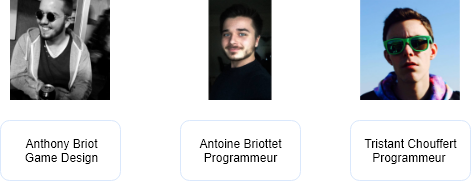 Anthony Briot
Game Design
Antoine Briottet
Programmeur
Tristant Chouffert
Programmeur